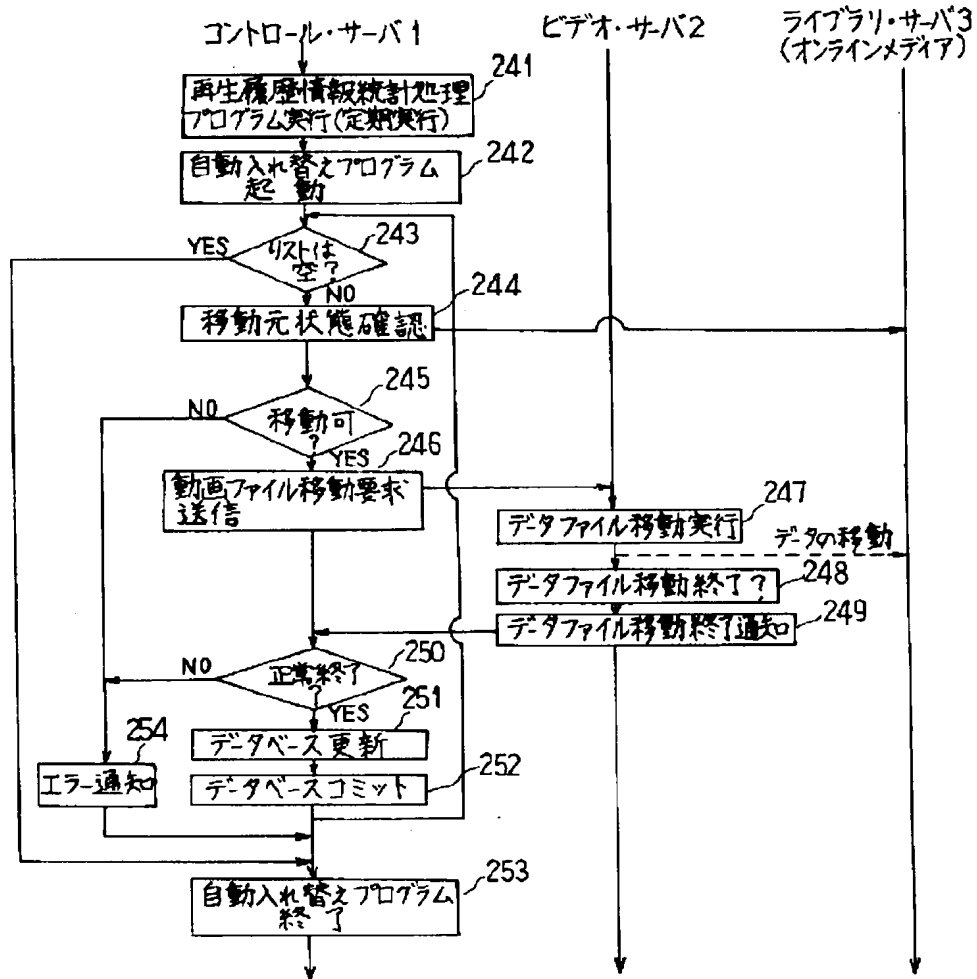 コントロール・サーバ1
ビデオ・サーバ2
ライブラリ・サーバ3
(オンラインメディア)
241
再生履歴情報統計処理
プログラム実行(定期実行)
242
自動入れ替えプログラム
起動
YES
243
リストは
空?
NO
244
移動元状態確認
245
NO
移動可
?
YES
246
動画ファイル移動要求
送信
247
データファイル移動実行
データの移動
248
データファイル移動終了?
249
データファイル移動終了通知
250
NO
正常終了
?
YES
251
データベース更新
252
データベースコミット
254
エラー通知
253
自動入れ替えプログラム
終了